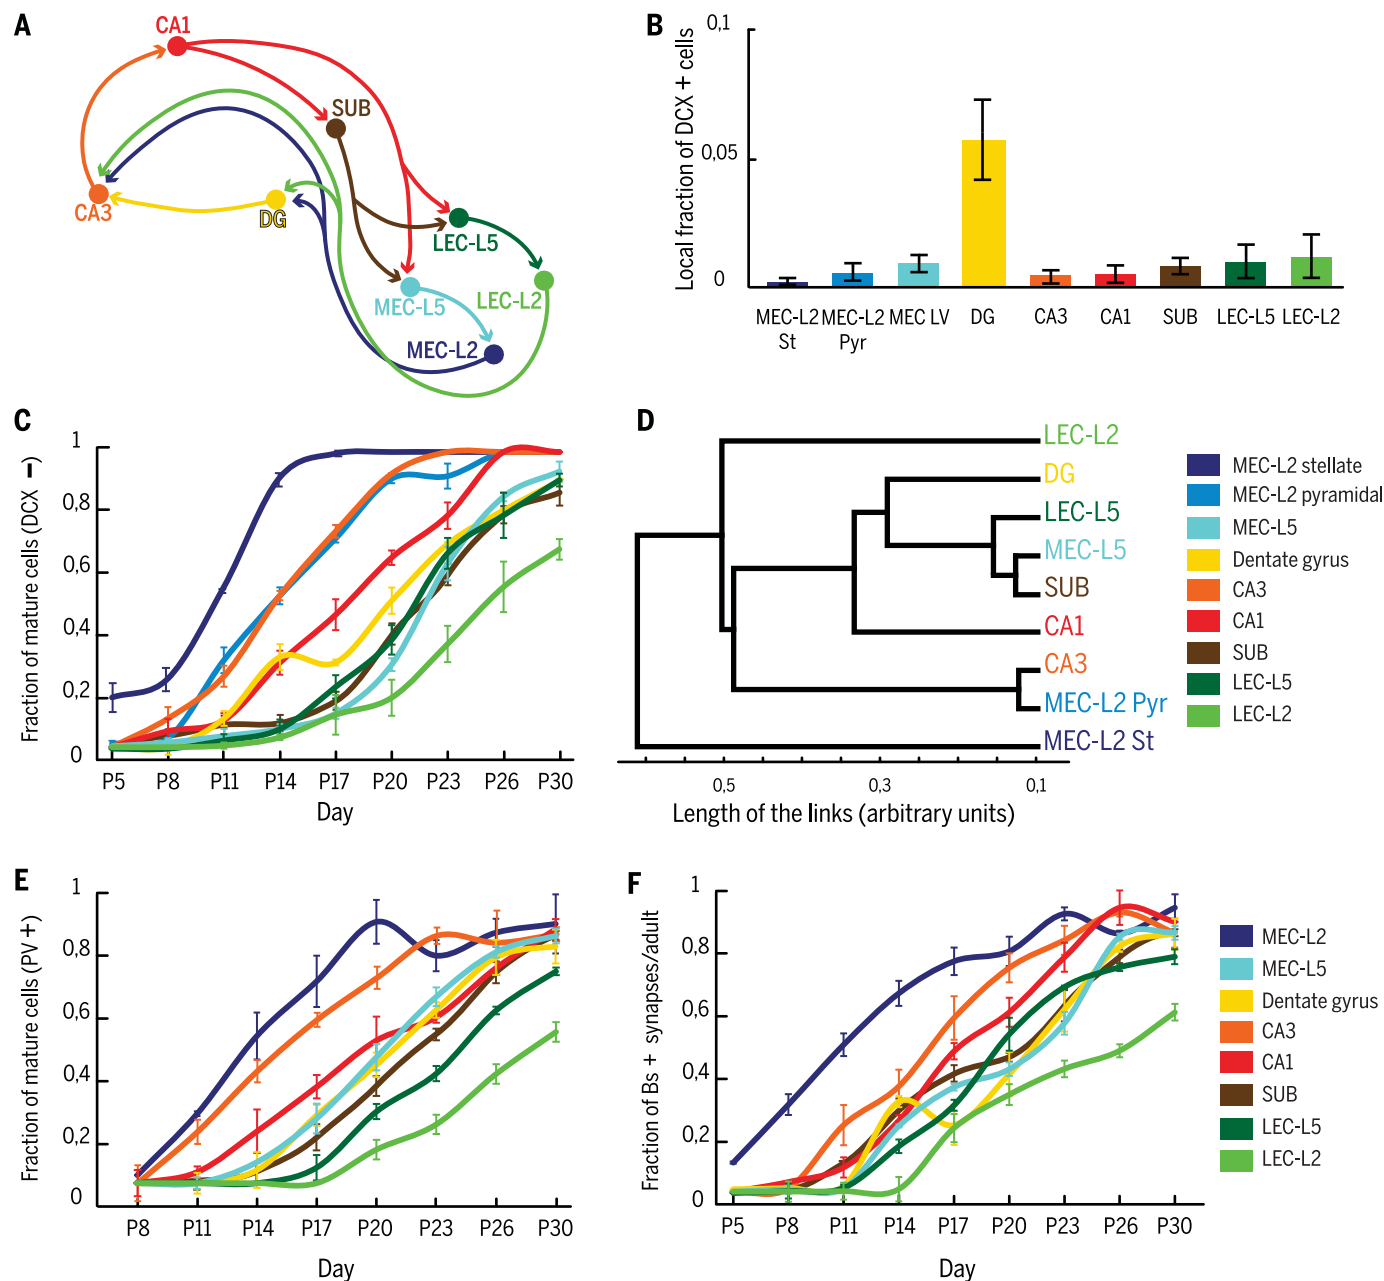 A
CA1
SUB
CA3
DG
LEC-L5
MEC-L5
LEC-L2
MEC-L2
B
Local fraction of DCX + cells
0,1
0,05
0
MEC-L2 St
MEC-L2 Pyr
MEC LV
DG
CA3
CA1
SUB
LEC-L5
LEC-L2
C
Fraction of mature cells (DCX –)
1
0,8
0,6
0,4
0,2
0
P5 P8 P11 P14 P17 P20 P23 P26 P30
Day
D
LEC-L2
DG
LEC-L5
MEC-L5
SUB
CA1
CA3
MEC-L2 Pyr
MEC-L2 St
0,5 0,3 0,1
Length of the links (arbitrary units)
MEC-L2 stellate
MEC-L2 pyramidal
MEC-L5
Dentate gyrus
CA3
CA1
SUB
LEC-L5
LEC-L2
E
Fraction of mature cells (PV +)
1
0,8
0,6
0,4
0,2
0
P8 P11 P14 P17 P20 P23 P26 P30
Day
F
Fraction of Bs + synapses/adult
1
0,8
0,6
0,4
0,2
0
P5 P8 P11 P14 P17 P20 P23 P26 P30
Day
MEC-L2
MEC-L5
Dentate gyrus
CA3
CA1
SUB
LEC-L5
LEC-L2